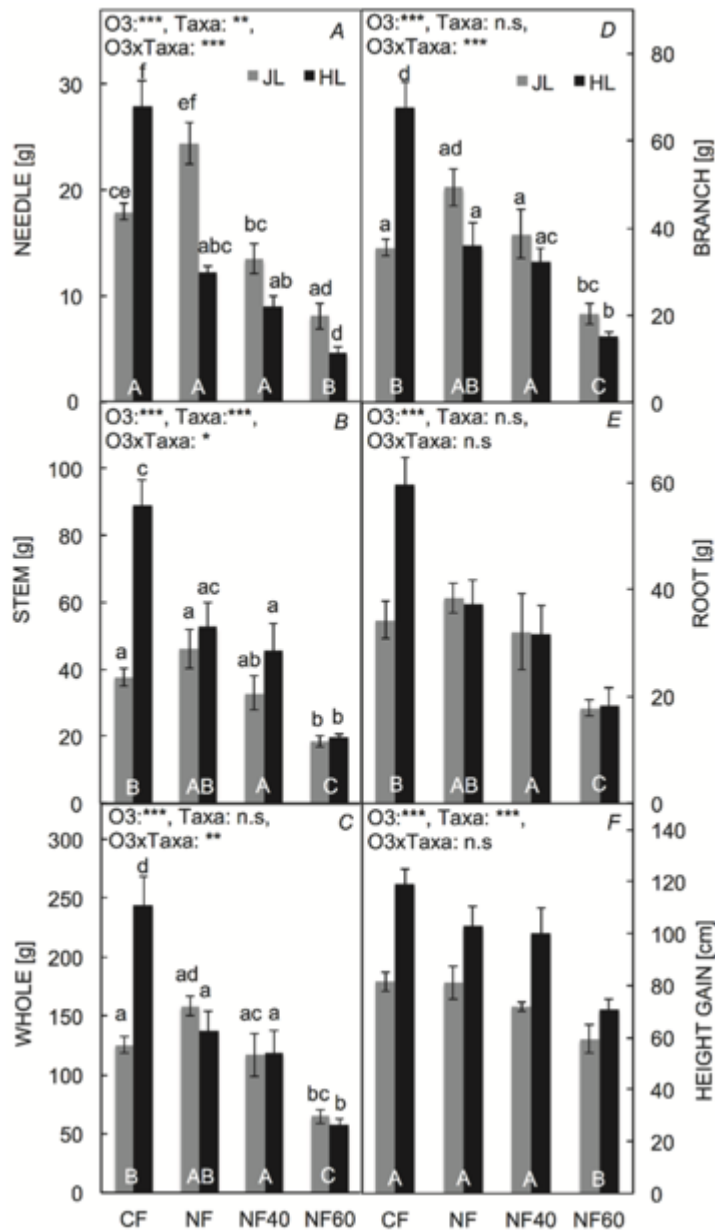 O3:***, Taxa: **, A
O3xTaxa: ***
JL HL
NEEDLE [g]
30
20
10
0
ce f ef abc bc ab ad d
A A A B
O3:***, Taxa: n.s, D
O3xTaxa: ***
JL HL
BRANCH [g]
80
60
40
20
0
a d ad a a ac bc b
B AB A C
O3:***, Taxa:***, B
O3xTaxa: *
STEM [g]
100
80
60
40
20
0
a c a ac ab a b b
B AB A C
O3:***, Taxa: n.s, E
O3xTaxa: n.s
ROOT [g]
60
40
20
0
B AB A C
O3:***, Taxa: n.s, C
O3xTaxa: **
WHOLE [g]
300
250
200
150
100
50
0
a d ad a ac a bc b
B AB A C
CF NF NF40 NF60
O3:***, Taxa: ***, F
O3xTaxa: n.s
HEIGHT GAIN [cm]
140
120
100
80
60
40
20
0
A A A B
CF NF NF40 NF60